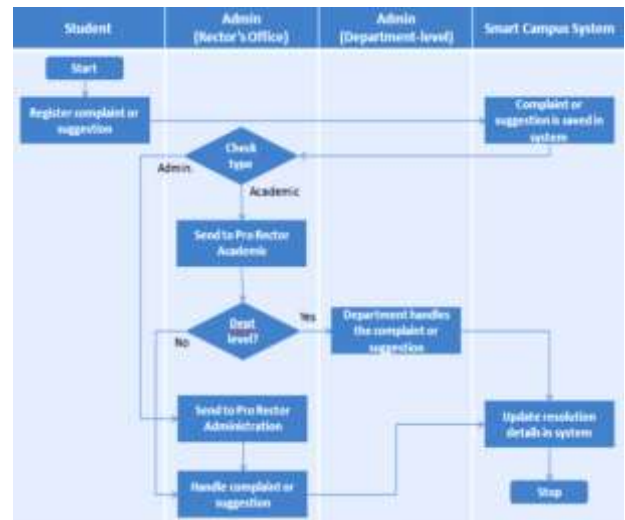 Student
Admin
(Rector's Office)
Admin
(Department-level)
Smart Campus System
Start
Register complaint or
suggestion
Complaint or
suggestion is saved in
system
Check
type
Admin.
Academic
Send to Pro Rector
Academic
Dept
level?
Yes
No
Department handles
the complaint or
suggestion
Send to Pro Rector
Administration
Update resolution
details in system
Handle complaint or
suggestion
Stop